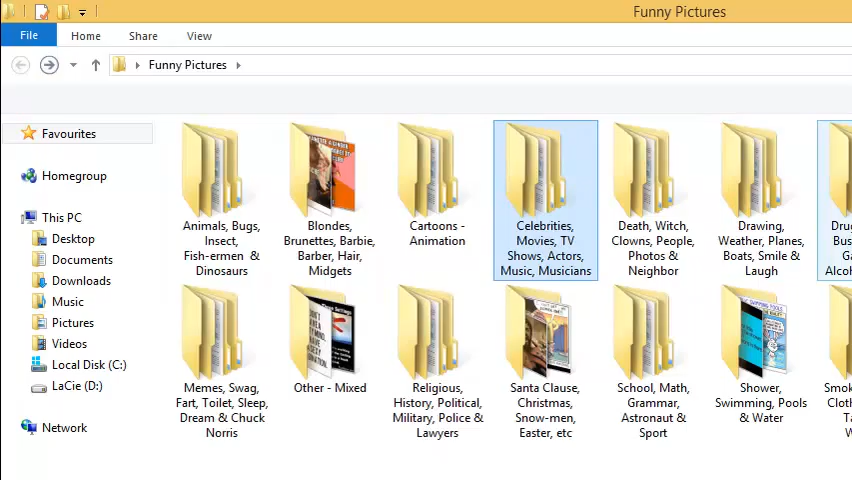 Funny Pictures
File
Home
Share
View
Funny Pictures
Favourites
Homegroup
This PC
Desktop
Documents
Downloads
Music
Pictures
Videos
Local Disk (C:)
LaCie (D:)
Network
Animals, Bugs,
Insect,
Fish-ermen &
Dinosaurs
Blondes,
Brunettes, Barbie,
Barber, Hair,
Midgets
Cartoons -
Animation
Celebrities,
Movies, TV
Shows, Actors,
Music, Musicians
Death, Witch,
Clowns, People,
Photos &
Neighbor
Drawing,
Weather, Planes,
Boats, Smile &
Laugh
Memes, Swag,
Fart, Toilet, Sleep,
Dream & Chuck
Norris
Other - Mixed
Religious,
History, Political,
Military, Police &
Lawyers
Santa Clause,
Christmas,
Snow-men,
Easter, etc
School, Math,
Grammar,
Astronaut &
Sport
Shower,
Swimming, Pools
& Water